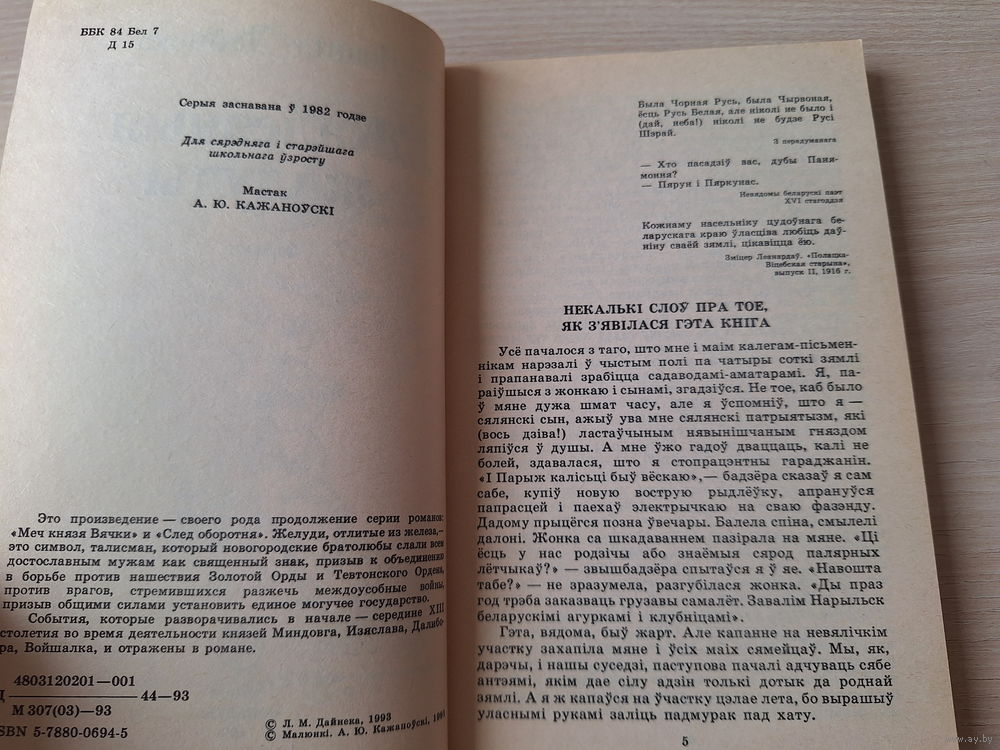 ББК 84 Бел 7
Д 15
Серыя заснавана ў 1982 годзе
Для сярэдняга і старэйшага
школьнага ўзросту
Мастак
А. Ю. КАЖАНОЎСКІ
Это произведение — своего рода продолжение серии романов:
«Меч князя Вячки» и «След оборотня». Желуди, отлитые из железа,—
это символ, талисман, который новгородские братолюбы слали всем
достославным мужам как священный знак, призыв к объединению
в борьбе против нашествия Золотой Орды и Тевтонского Ордена,
против врагов, стремившихся разжечь междоусобные войны,
призыв общими силами установить единое могучее государство.
События, которые разворачивались в начале — середине XIII
столетия во время деятельности князей Миндовга, Изяслава, Далибо-
ра, Войшалка, и отражены в романе.
4803120201—001
Д 44—93
М 307(03)—93
ISBN 5-7880-0694-5
© Л. М. Дайнека, 1993
© Малюнкі. А. Ю. Кажаноўскі, 199
Была Чорная Русь, была Чырвоная,
ёсць Русь Белая, але ніколі не было і
(дай, неба!) ніколі не будзе Русі
Шэрай.
З перадуманага
— Хто пасадзіў вас, дубы Паня-
моння?
— Пярун і Пяркунас.
Невядомы беларускі паэт
XVI стагоддзя
Кожнаму насельніку цудоўнага бе-
ларускага краю ўласціва любіць даў-
ніну сваёй зямлі, цікавіцца ёю.
Зміцер Леанардаў. «Полацка-
Віцебская старына»,
выпуск II, 1916 г.
НЕКАЛЬКІ СЛОЎ ПРА ТОЕ,
ЯК З'ЯВІЛАСЯ ГЭТА КНІГА
Усё пачалося з таго, што мне і маім калегам-пісьмен-
нікам нарэзалі ў чыстым полі па чатыры соткі зямлі
і прапанавалі зрабіцца садаводамі-аматарамі. Я, па-
раіўшыся з жонкаю і сынамі, згадзіўся. Не тое, каб было
ў мяне дужа шмат часу, але я ўспомніў, што я —
сялянскі сын, ажыў ува мне сялянскі патрыятызм, які
(вось дзіва!) ластаўчыным нявынішчаным гняздом
ляпіўся ў душы. А мне ўжо гадоў дваццаць, калі не
болей, здавалася, што я стопрацэнтны гараджанін.
«І Парыж калісьці быў вёскаю»,— бадзёра сказаў я сам
сабе, купіў новую вострую рыдлёўку, апрануўся
папрасцей і паехаў электрычкаю на сваю фазэнду.
Дадому прыцёгся позна ўвечары. Балела спіна, смылелі
далоні. Жонка са шкадаваннем пазірала на мяне. «Ці
ёсць у нас родзічы або знаёмыя сярод палярных
лётчыкаў?» — звышбадзёра спытаўся я ў яе. «Навошта
табе?» — не зразумела, разгубілася жонка. «Ды праз
год трэба заказваць грузавы самалёт. Завалім Нарыльск
беларускімі агуркамі і клубніцамі».
Гэта, вядома, быў жарт. Але капанне на невялічкім
участку захапіла мяне і ўсіх маіх сямейцаў. Мы, як,
дарэчы, і нашы суседзі, паступова пачалі адчуваць сябе
антэямі, якім дае сілу адзін толькі дотык да роднай
зямлі. А я ж капаўся на ўчастку цэлае лета, бо вырашыў
уласнымі рукамі заліць падмурак пад хату.
5
www.ay.by